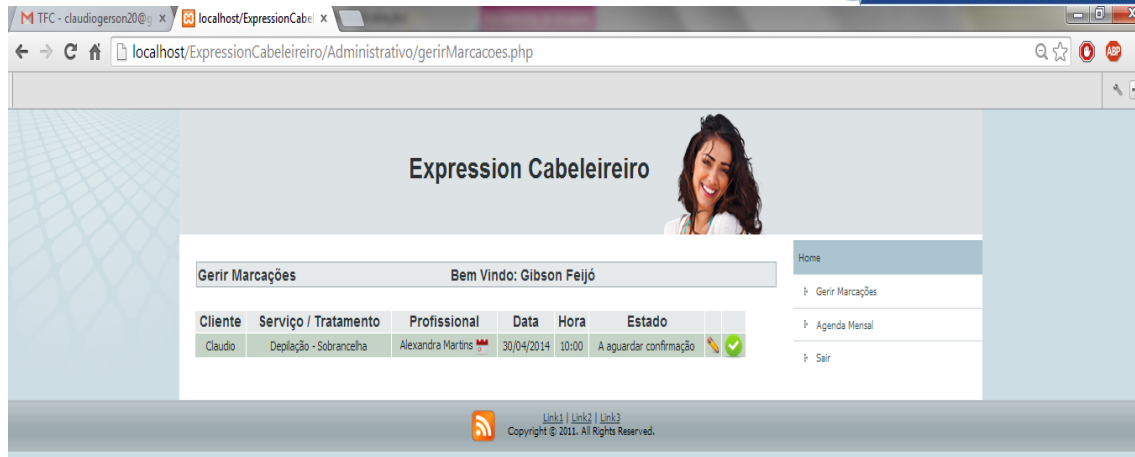 TFC - claudiogerson20@g
localhost/ExpressionCabel
localhost/ExpressionCabeleireiro/Administrativo/gerirMarcacoes.php
ABP
Expression Cabeleireiro
Gerir Marcações Bem Vindo: Gibson Feijó
Cliente Serviço / Tratamento Profissional Data Hora Estado
Claudio Depilação - Sobrancelha Alexandra Martins 30/04/2014 10:00 A aguardar confirmação
Home
Gerir Marcações
Agenda Mensal
Sair
Link1 | Link2 | Link3
Copyright © 2011. All Rights Reserved.